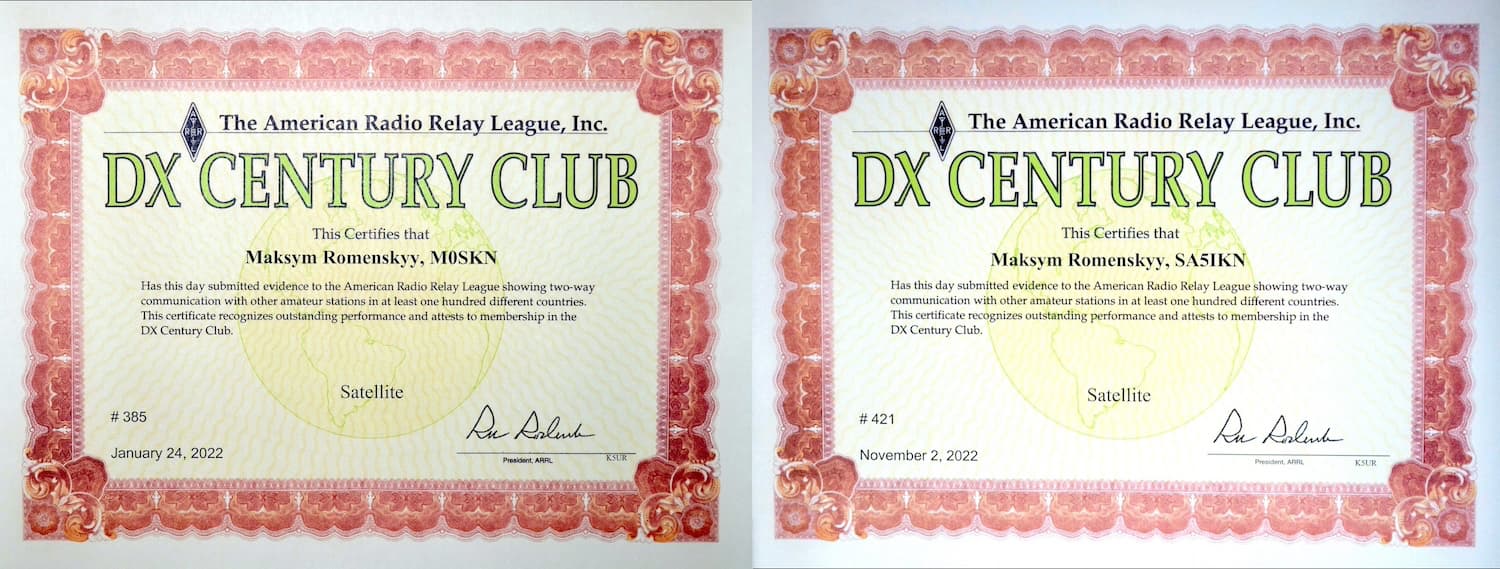 The American Radio Relay League, Inc.
DX CENTURY CLUB
This Certifies that
Maksym Romenskyy, M0SKN
Has this day submitted evidence to the American Radio Relay League showing two-way
communication with other amateur stations in at least one hundred different countries.
This certificate recognizes outstanding performance and attests to membership in the
DX Century Club.
Satellite
# 385
January 24, 2022
President, ARRL
K5UR
The American Radio Relay League, Inc.
DX CENTURY CLUB
This Certifies that
Maksym Romenskyy, SA5IKN
Has this day submitted evidence to the American Radio Relay League showing two-way
communication with other amateur stations in at least one hundred different countries.
This certificate recognizes outstanding performance and attests to membership in the
DX Century Club.
Satellite
# 421
November 2, 2022
President, ARRL
K5UR